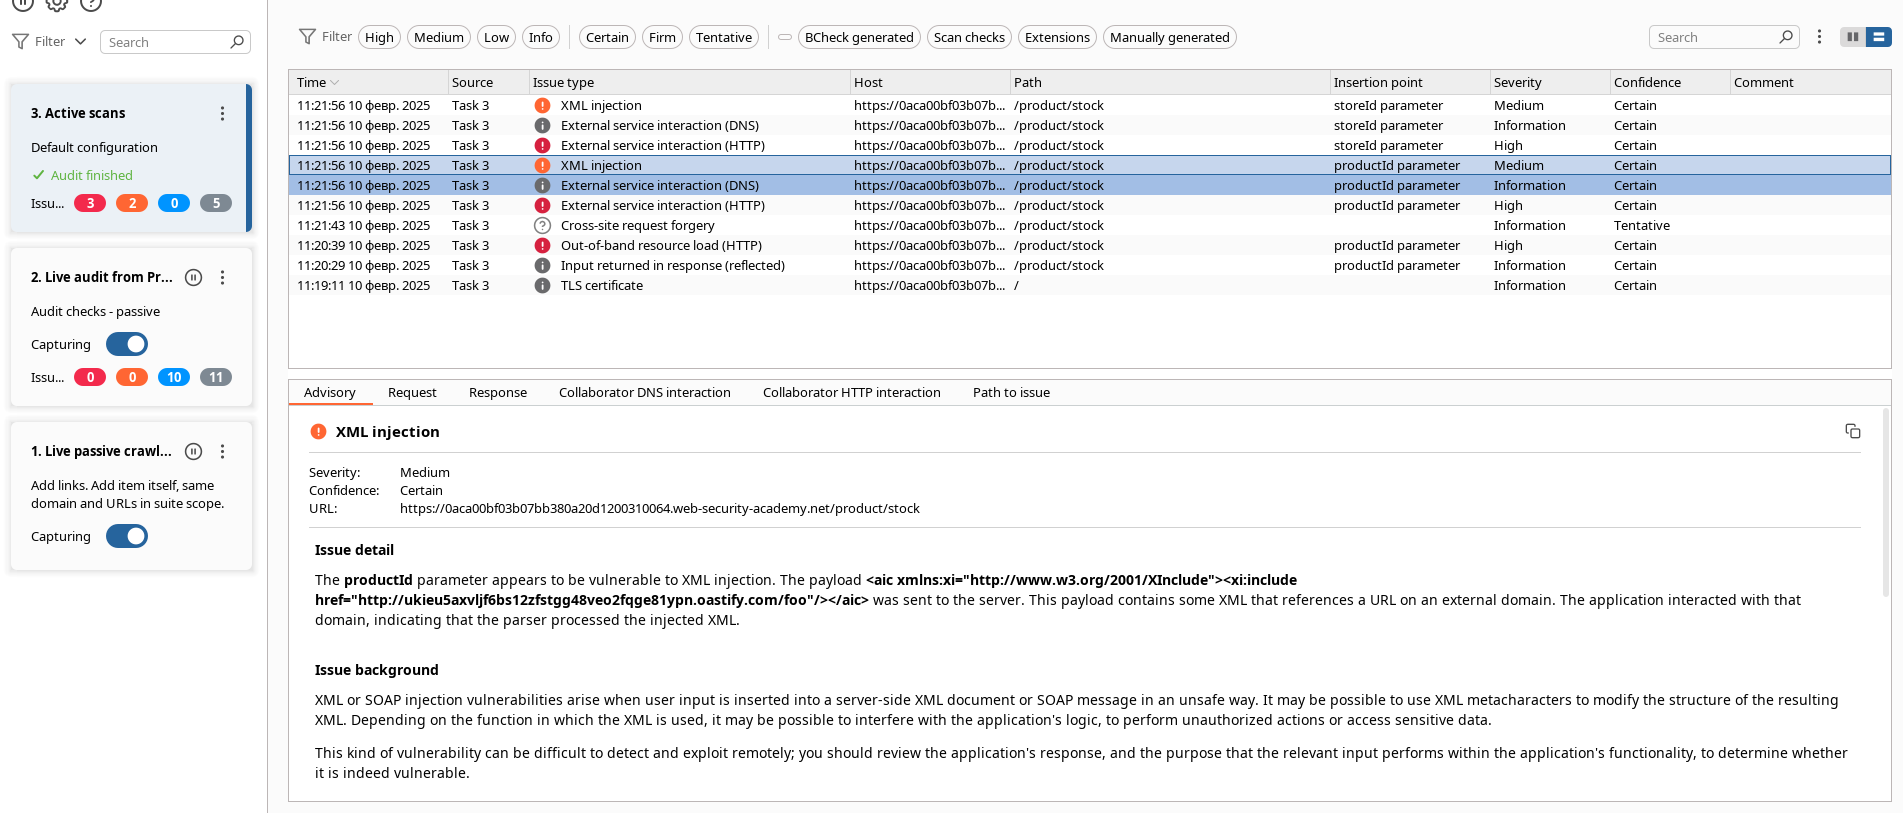 Filter
Search
3. Active scans
Default configuration
Audit finished
Issu... 3 2 0 5
2. Live audit from Pr...
Audit checks - passive
Capturing
Issu... 0 0 10 11
1. Live passive crawl...
Add links. Add item itself, same
domain and URLs in suite scope.
Capturing
Filter High Medium Low Info Certain Firm Tentative BCheck generated Scan checks Extensions Manually generated Search
Time Source Issue type Host Path Insertion point Severity Confidence Comment
11:21:56 10 февр. 2025 Task 3 XML injection https://0aca00bf03b07b... /product/stock storeId parameter Medium Certain
11:21:56 10 февр. 2025 Task 3 External service interaction (DNS) https://0aca00bf03b07b... /product/stock storeId parameter Information Certain
11:21:56 10 февр. 2025 Task 3 External service interaction (HTTP) https://0aca00bf03b07b... /product/stock storeId parameter High Certain
11:21:56 10 февр. 2025 Task 3 XML injection https://0aca00bf03b07b... /product/stock productId parameter Medium Certain
11:21:56 10 февр. 2025 Task 3 External service interaction (DNS) https://0aca00bf03b07b... /product/stock productId parameter Information Certain
11:21:56 10 февр. 2025 Task 3 External service interaction (HTTP) https://0aca00bf03b07b... /product/stock productId parameter High Certain
11:21:43 10 февр. 2025 Task 3 Cross-site request forgery https://0aca00bf03b07b... /product/stock Information Tentative
11:20:39 10 февр. 2025 Task 3 Out-of-band resource load (HTTP) https://0aca00bf03b07b... /product/stock productId parameter High Certain
11:20:29 10 февр. 2025 Task 3 Input returned in response (reflected) https://0aca00bf03b07b... /product/stock productId parameter Information Certain
11:19:11 10 февр. 2025 Task 3 TLS certificate https://0aca00bf03b07b... / Information Certain
Advisory Request Response Collaborator DNS interaction Collaborator HTTP interaction Path to issue
XML injection
Severity: Medium
Confidence: Certain
URL: https://0aca00bf03b07bb380a20d1200310064.web-security-academy.net/product/stock
Issue detail
The productId parameter appears to be vulnerable to XML injection. The payload <aic xmlns:xi="http://www.w3.org/2001/XInclude"><xi:include
href="http://ukieu5axvljf6bs12zfstgg48veo2fqge81ypn.oastify.com/foo"/></aic> was sent to the server. This payload contains some XML that references a URL on an external domain. The application interacted with that
domain, indicating that the parser processed the injected XML.
Issue background
XML or SOAP injection vulnerabilities arise when user input is inserted into a server-side XML document or SOAP message in an unsafe way. It may be possible to use XML metacharacters to modify the structure of the resulting
XML. Depending on the function in which the XML is used, it may be possible to interfere with the application's logic, to perform unauthorized actions or access sensitive data.
This kind of vulnerability can be difficult to detect and exploit remotely; you should review the application's response, and the purpose that the relevant input performs within the application's functionality, to determine whether
it is indeed vulnerable.